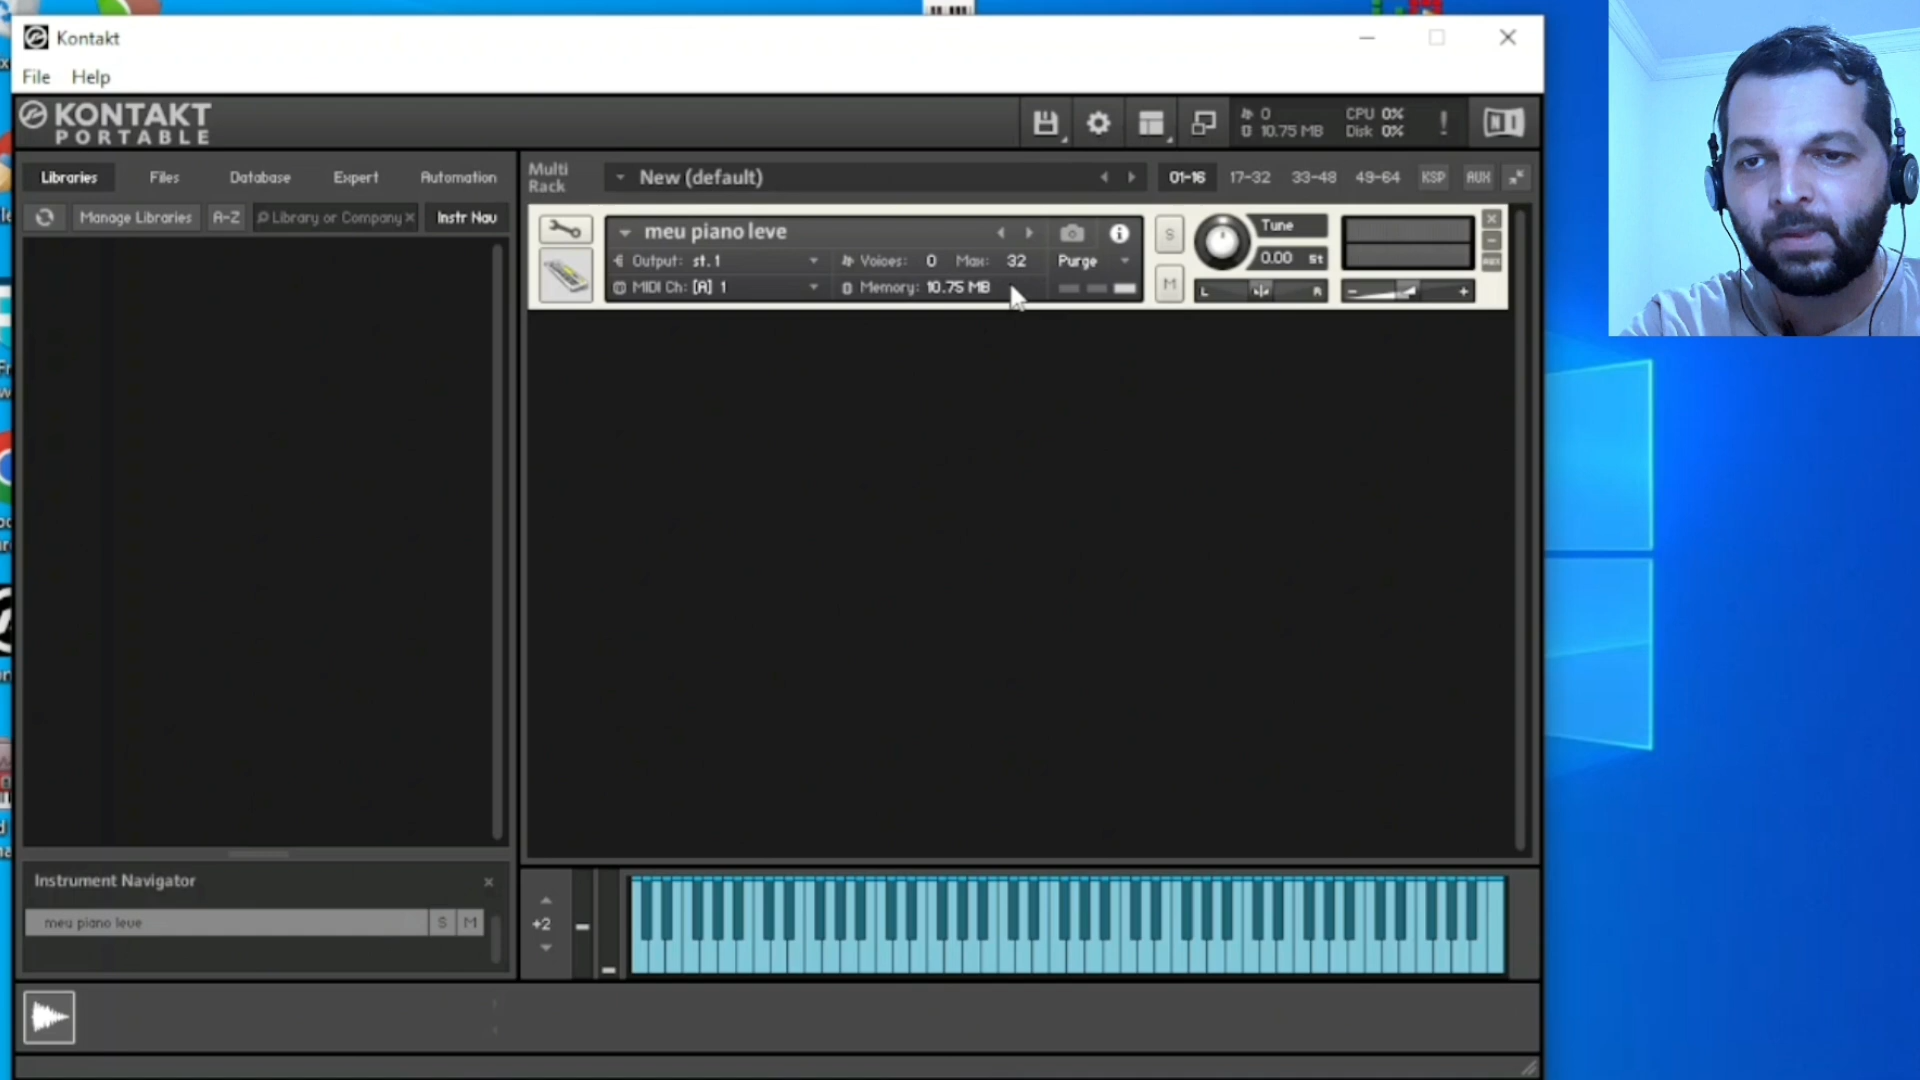 Kontakt
File Help
KONTAKT
PORTABLE
0
10.75 MB
CPU 0%
Disk 0%
!
Libraries Files Database Expert Automation
Manage Libraries A-Z Library or Company × Instr Nav
Multi
Rack
New (default)
01-16 17-32 33-48 49-64 KSP AUX
meu piano leve
Output: st.1 Voices: 0 Max: 32 Purge
MIDI Ch: [A] 1 Memory: 10.75 MB
S
M
Tune
0.00 st
L R
- +
Instrument Navigator ×
meu piano leve S M
+2